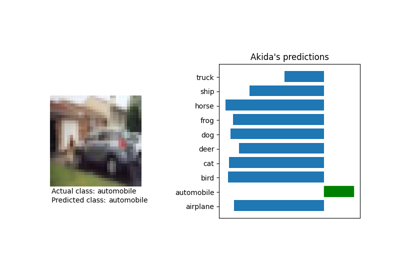 Akida's predictions
truck
ship
horse
frog
dog
deer
cat
bird
automobile
airplane
Actual class: automobile
Predicted class: automobile